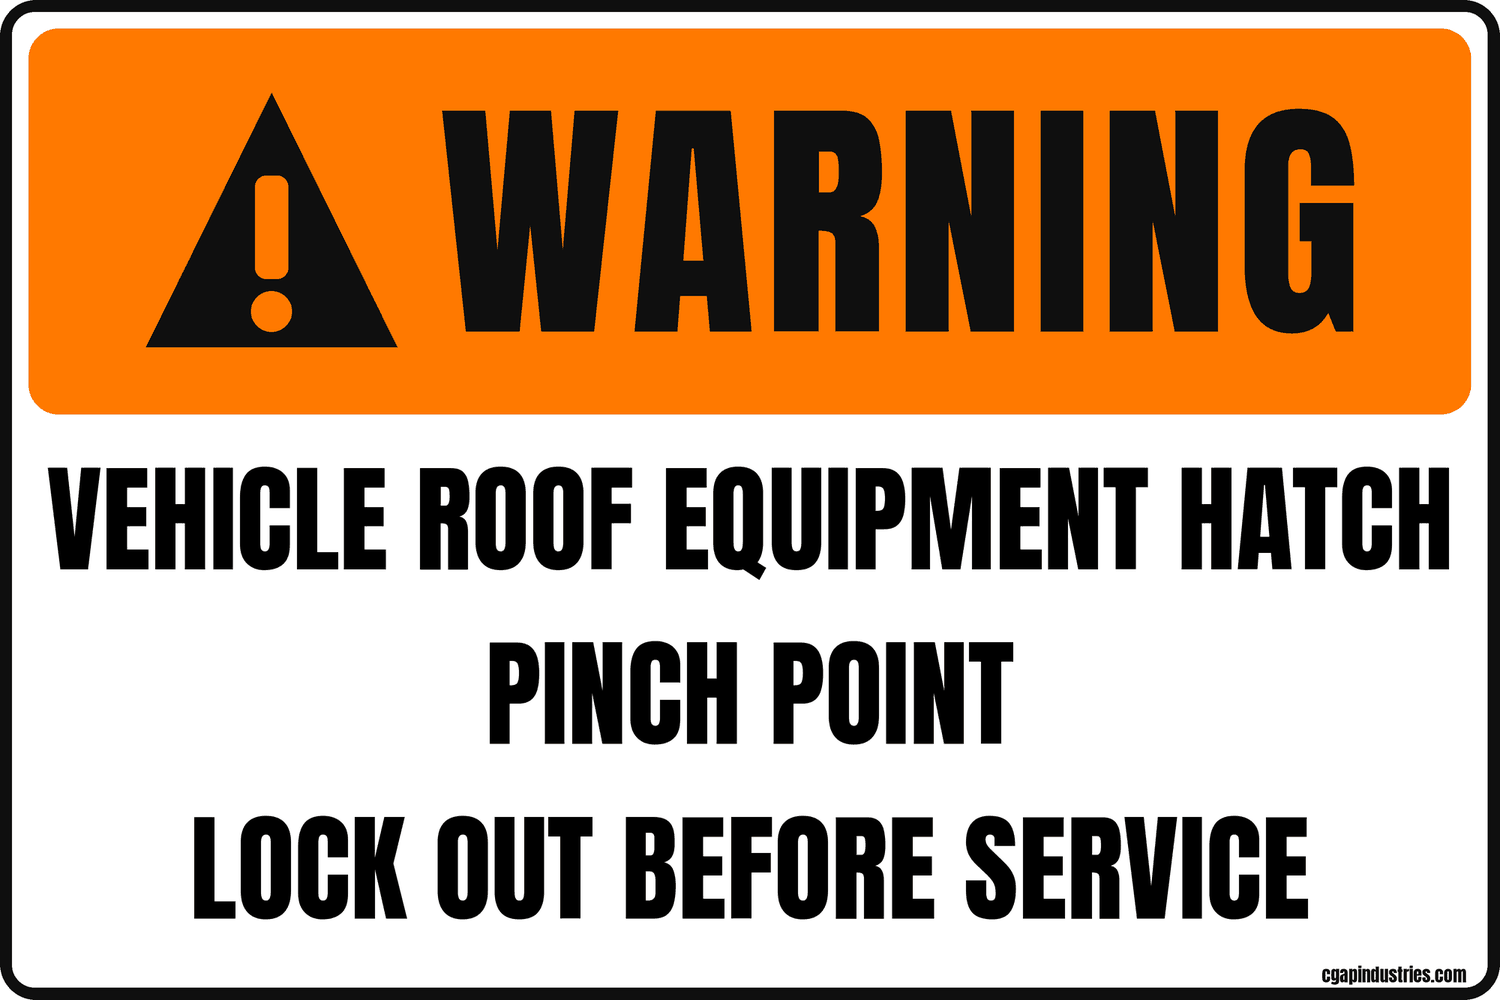 WARNING
VEHICLE ROOF EQUIPMENT HATCH
PINCH POINT
LOCK OUT BEFORE SERVICE
cgapindustries.com